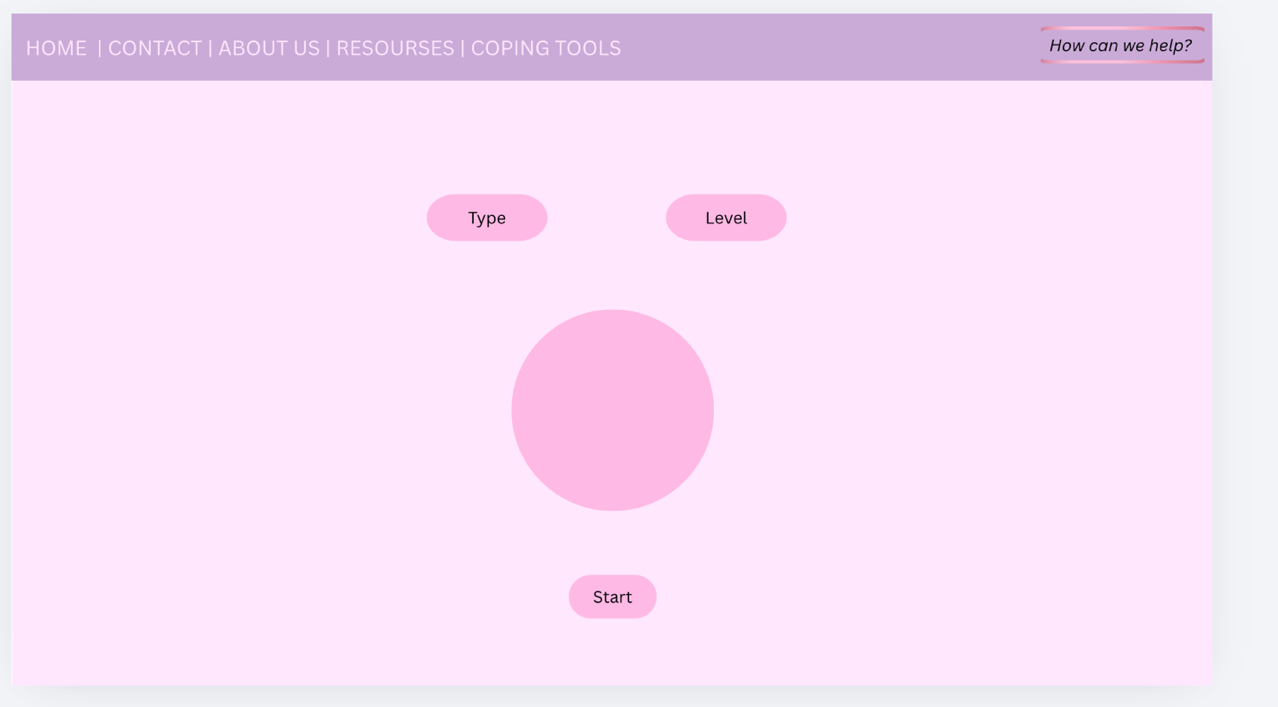 HOME | CONTACT | ABOUT US | RESOURSES | COPING TOOLS
How can we help?
Type
Level
Start